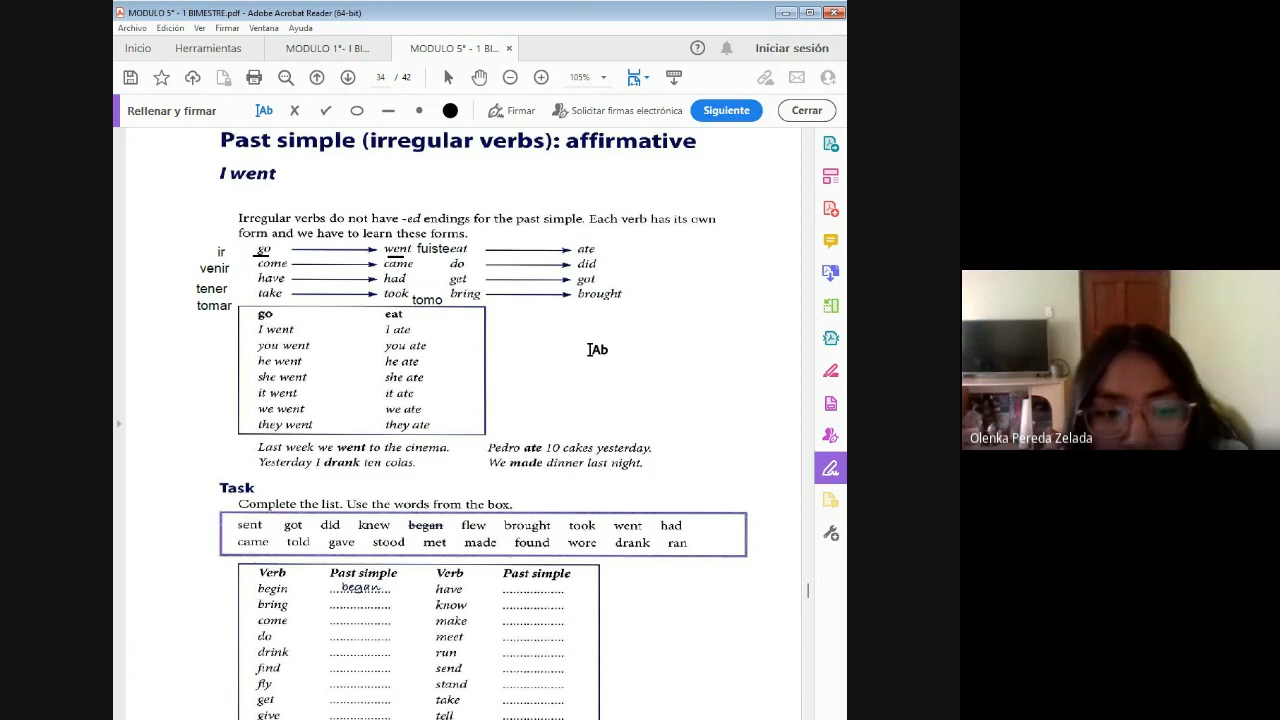 MODULO 5° - 1 BIMESTRE.pdf - Adobe Acrobat Reader (64-bit)
Archivo Edición Ver Firmar Ventana Ayuda
Inicio Herramientas MODULO 1°- I BI... MODULO 5° - 1 BI... × Iniciar sesión
34 / 42 105%
Rellenar y firmar Ab Firmar Solicitar firmas electrónica Siguiente Cerrar
Past simple (irregular verbs): affirmative
I went
Irregular verbs do not have -ed endings for the past simple. Each verb has its own
form and we have to learn these forms.
ir go went fuiste eat ate
venir come came do did
tener have had get got
tomar take took tomo bring brought
go eat
I went I ate
you went you ate
he went he ate
she went she ate
it went it ate
we went we ate
they went they ate
Ab
Last week we went to the cinema. Pedro ate 10 cakes yesterday.
Yesterday I drank ten colas. We made dinner last night.
Task
Complete the list. Use the words from the box.
sent got did knew began flew brought took went had
came told gave stood met made found wore drank ran
Verb Past simple Verb Past simple
begin began have ..................
bring .................. know ..................
come .................. make ..................
do .................. meet ..................
drink .................. run ..................
find .................. send ..................
fly .................. stand ..................
get .................. take ..................
give .................. tell ..................
Olenka Pereda Zelada